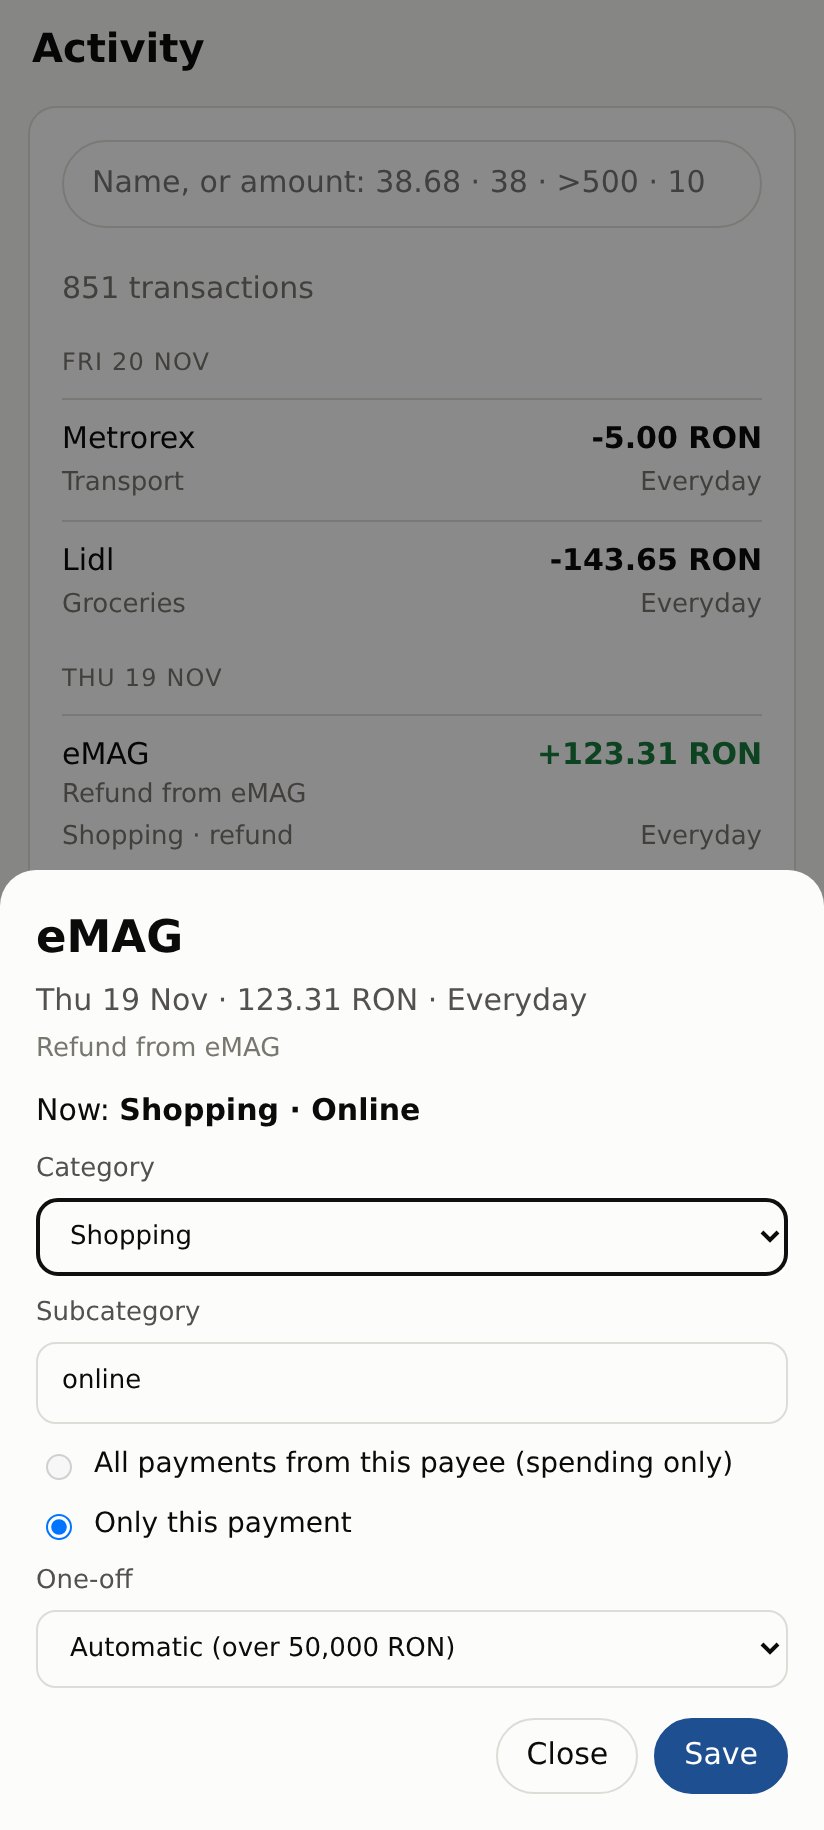 Activity
Name, or amount: 38.68 · 38 · >500 · 10
851 transactions
FRI 20 NOV
Metrorex -5.00 RON
Transport Everyday
Lidl -143.65 RON
Groceries Everyday
THU 19 NOV
eMAG +123.31 RON
Refund from eMAG
Shopping · refund Everyday
eMAG
Thu 19 Nov · 123.31 RON · Everyday
Refund from eMAG
Now: Shopping · Online
Category
Shopping
Subcategory
online
All payments from this payee (spending only)
Only this payment
One-off
Automatic (over 50,000 RON)
Close Save